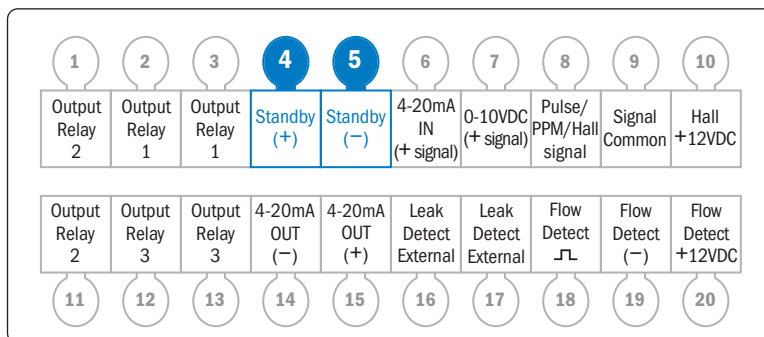 1 2 3 4 5 6 7 8 9 10
Output Relay 2
Output Relay 1
Output Relay 1
Standby (+)
Standby (−)
4-20mA IN (+ signal)
0-10VDC (+ signal)
Pulse/ PPM/Hall signal
Signal Common
Hall +12VDC
Output Relay 2
Output Relay 3
Output Relay 3
4-20mA OUT (−)
4-20mA OUT (+)
Leak Detect External
Leak Detect External
Flow Detect
Flow Detect (−)
Flow Detect +12VDC
11 12 13 14 15 16 17 18 19 20